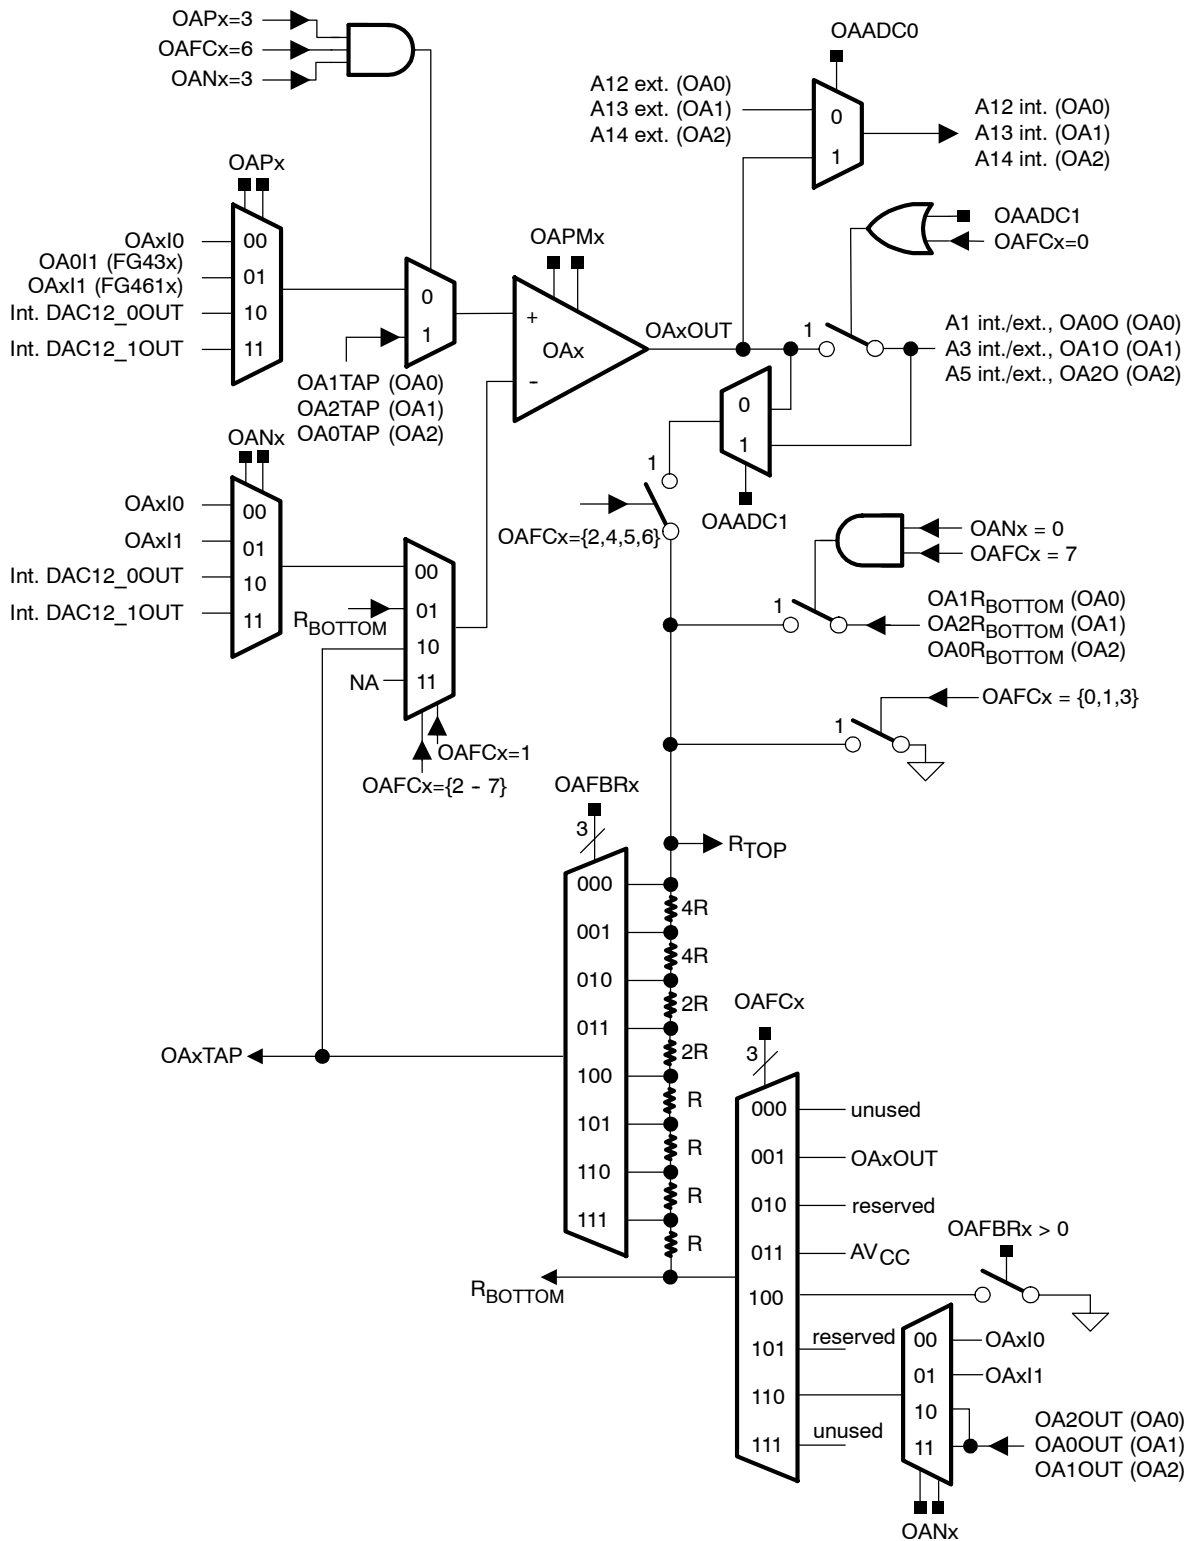 OAPx=3
OAFCx=6
OANx=3
OAADC0
A12 ext. (OA0)
A13 ext. (OA1)
A14 ext. (OA2)
0
1
A12 int. (OA0)
A13 int. (OA1)
A14 int. (OA2)
OAPx
OAxI0
OA0I1 (FG43x)
OAxI1 (FG461x)
Int. DAC12_0OUT
Int. DAC12_1OUT
00
01
10
11
0
1
OA1TAP (OA0)
OA2TAP (OA1)
OA0TAP (OA2)
OAPMx
+
OAx
-
OAxOUT
OAADC1
OAFCx=0
1
A1 int./ext., OA0O (OA0)
A3 int./ext., OA1O (OA1)
A5 int./ext., OA2O (OA2)
0
1
OAADC1
1
OAFCx={2,4,5,6}
OANx
OAxI0
OAxI1
Int. DAC12_0OUT
Int. DAC12_1OUT
00
01
10
11
RBOTTOM
NA
00
01
10
11
OAFCx=1
OAFCx={2 - 7}
OANx = 0
OAFCx = 7
1
OA1RBOTTOM (OA0)
OA2RBOTTOM (OA1)
OA0RBOTTOM (OA2)
OAFCx = {0,1,3}
1
OAFBRx
3
RTOP
000
001
010
011
100
101
110
111
4R
4R
2R
2R
R
R
R
R
OAxTAP
RBOTTOM
OAFCx
3
000
001
010
011
100
101
110
111
unused
OAxOUT
reserved
AVCC
OAFBRx > 0
reserved
unused
00
01
10
11
OAxI0
OAxI1
OA2OUT (OA0)
OA0OUT (OA1)
OA1OUT (OA2)
OANx